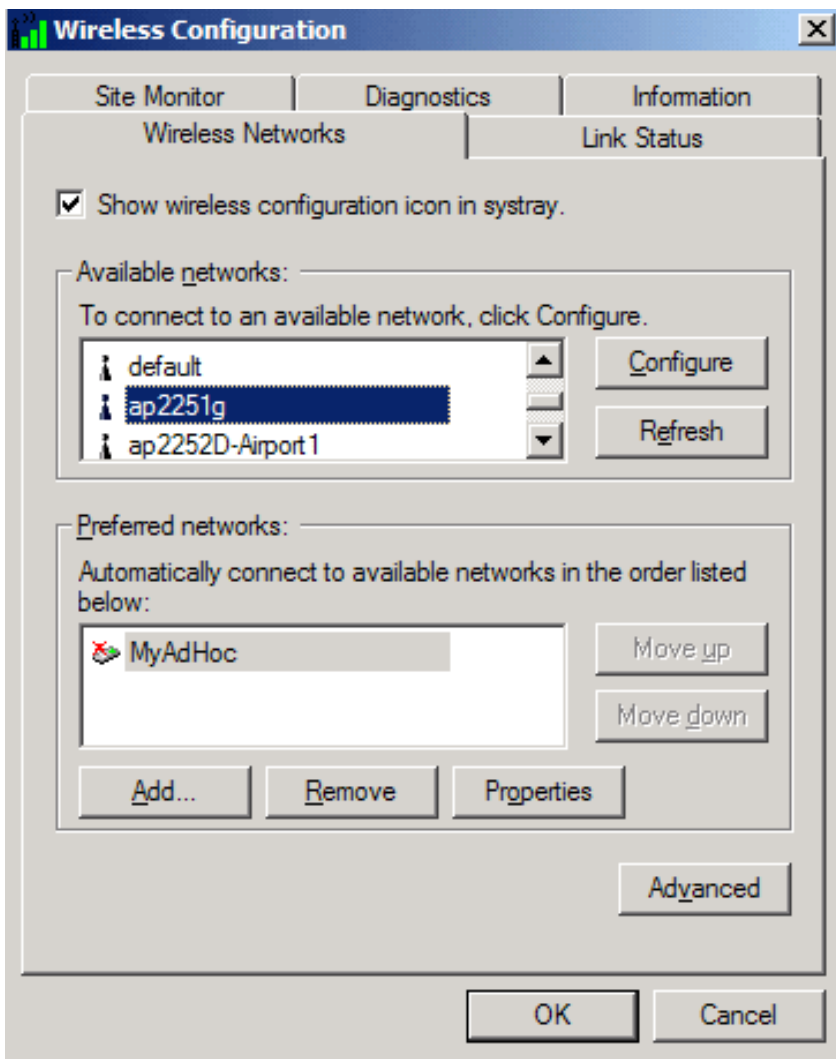 Wireless Configuration
Site Monitor
Diagnostics
Information
Wireless Networks
Link Status
Show wireless configuration icon in systray.
Available networks:
To connect to an available network, click Configure.
default
ap2251g
ap2252D-Airport1
Configure
Refresh
Preferred networks:
Automatically connect to available networks in the order listed
below:
MyAdHoc
Move up
Move down
Add...
Remove
Properties
Advanced
OK
Cancel